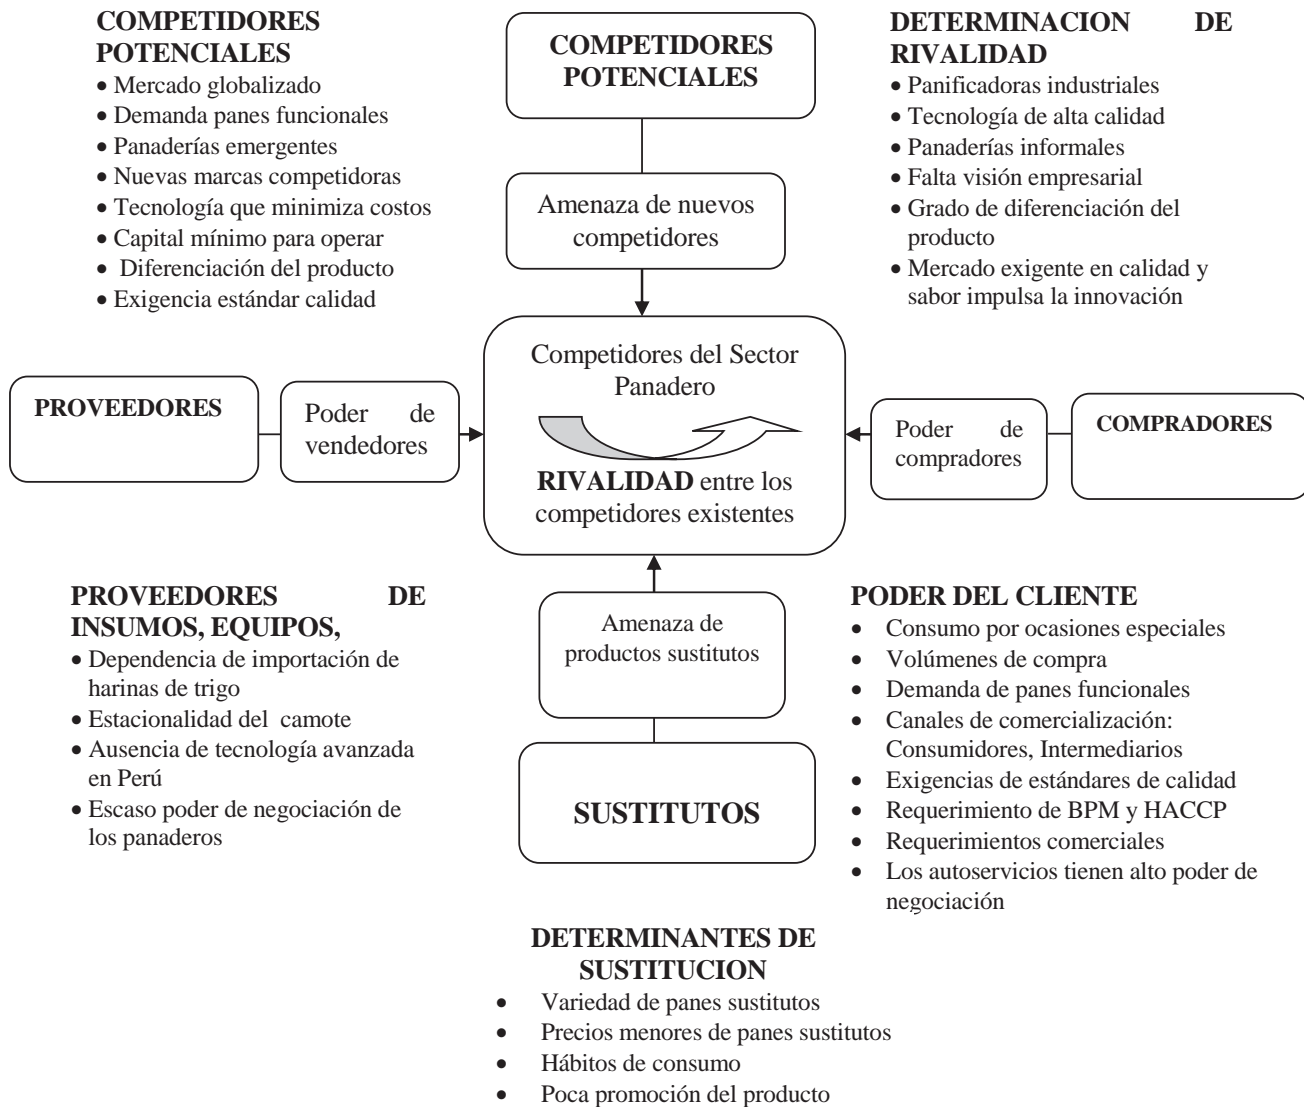 COMPETIDORES
POTENCIALES
• Mercado globalizado
• Demanda panes funcionales
• Panaderías emergentes
• Nuevas marcas competidoras
• Tecnología que minimiza costos
• Capital mínimo para operar
• Diferenciación del producto
• Exigencia estándar calidad
COMPETIDORES
POTENCIALES
Amenaza de nuevos
competidores
DETERMINACION DE
RIVALIDAD
• Panificadoras industriales
• Tecnología de alta calidad
• Panaderías informales
• Falta visión empresarial
• Grado de diferenciación del
producto
• Mercado exigente en calidad y
sabor impulsa la innovación
PROVEEDORES
Poder de
vendedores
Competidores del Sector
Panadero
RIVALIDAD entre los
competidores existentes
Poder de
compradores
COMPRADORES
PROVEEDORES DE
INSUMOS, EQUIPOS,
• Dependencia de importación de
harinas de trigo
• Estacionalidad del camote
• Ausencia de tecnología avanzada
en Perú
• Escaso poder de negociación de
los panaderos
Amenaza de
productos sustitutos
SUSTITUTOS
PODER DEL CLIENTE
• Consumo por ocasiones especiales
• Volúmenes de compra
• Demanda de panes funcionales
• Canales de comercialización:
Consumidores, Intermediarios
• Exigencias de estándares de calidad
• Requerimiento de BPM y HACCP
• Requerimientos comerciales
• Los autoservicios tienen alto poder de
negociación
DETERMINANTES DE
SUSTITUCION
• Variedad de panes sustitutos
• Precios menores de panes sustitutos
• Hábitos de consumo
• Poca promoción del producto